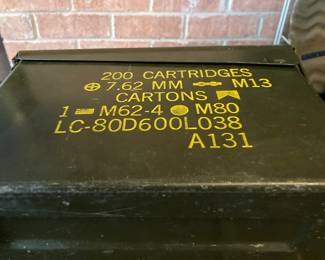 200 CARTRIDGES
7.62 MM M13
CARTONS
1 M62-4 M80
LC-80D600L038
A131